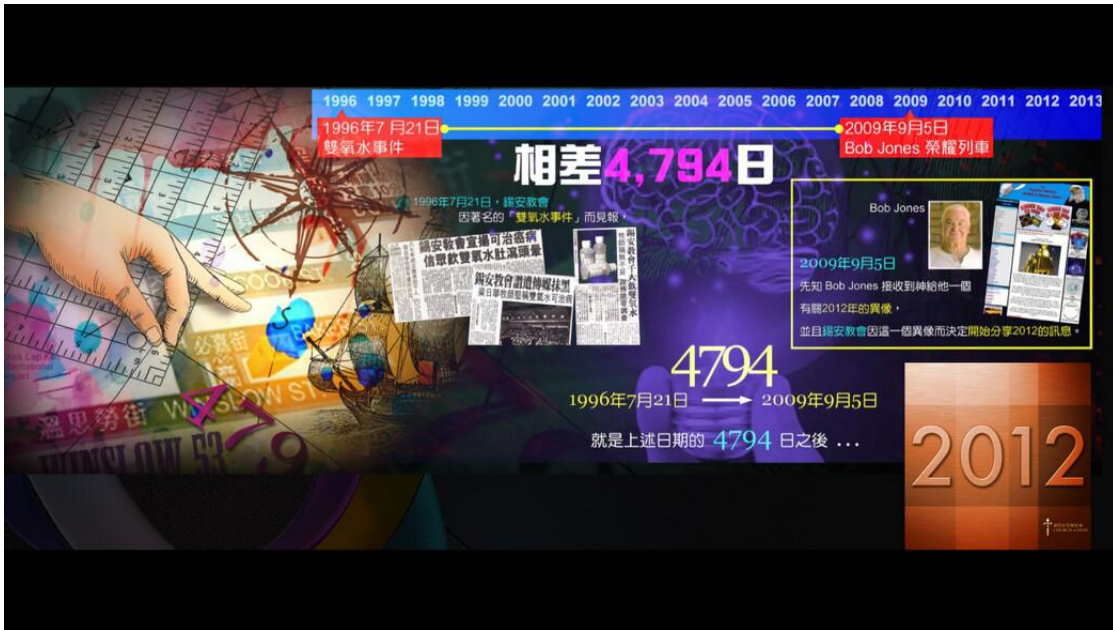 1996 1997 1998 1999 2000 2001 2002 2003 2004 2005 2006 2007 2008 2009 2010 2011 2012 2013
1996年7月21日
雙氧水事件
2009年9月5日
Bob Jones 榮耀列車
相差4,794日
1996年7月21日，錫安教會
因著名的「雙氧水事件」而見報，
錫安教會宣揚可治癌病
信眾飲雙氧水肚瀉頭暈
錫安教會謂遭傳媒抹黑
Bob Jones
2009年9月5日
先知 Bob Jones 接收到神給他一個
有關2012年的異像，
並且錫安教會因這一個異像而決定開始分享2012的訊息。
4794
1996年7月21日 → 2009年9月5日
就是上述日期的 4794 日之後 ...
2012
必嘉街
溫思勞街 WINSLOW ST
479
WINSLOW 53